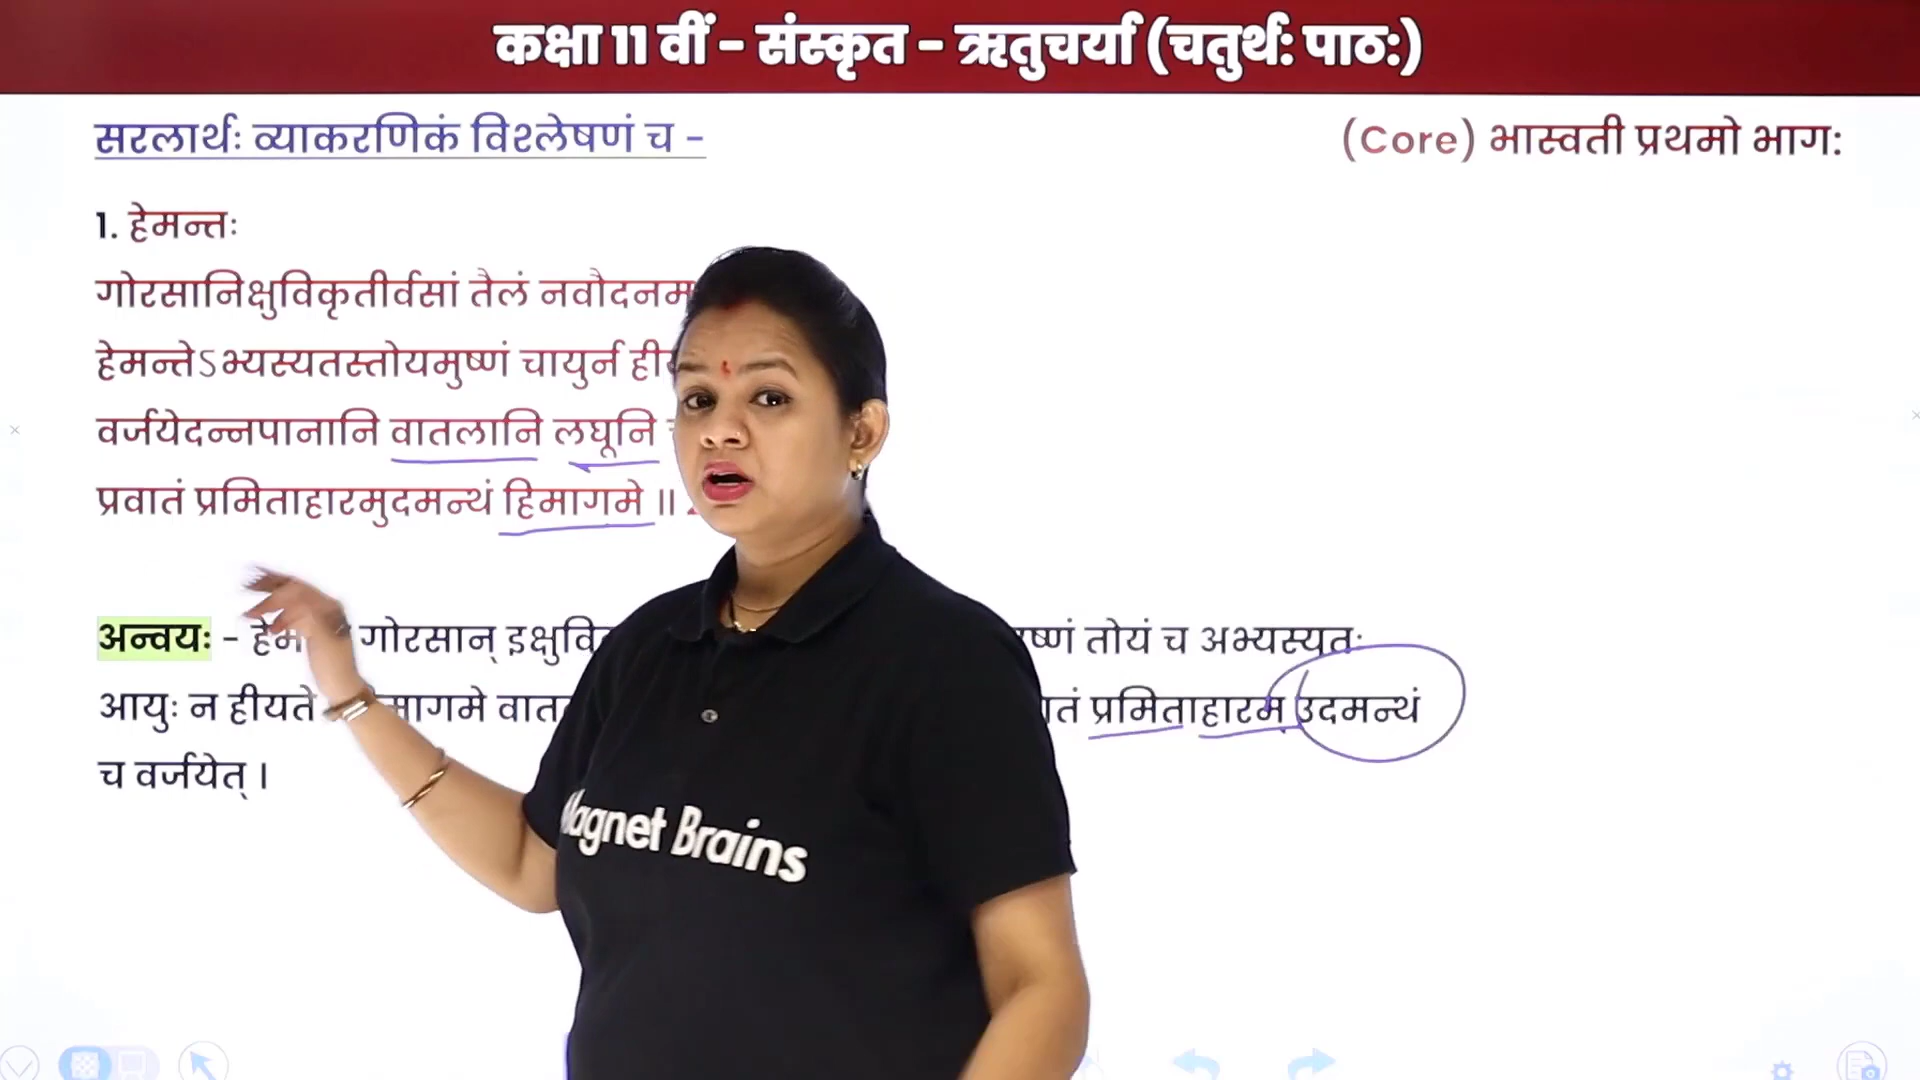 कक्षा 11 वीं - संस्कृत - ऋतुचर्या (चतुर्थ: पाठ:)
सरलार्थः व्याकरणिकं विश्लेषणं च -
(Core) भास्वती प्रथमो भाग:
1. हेमन्तः
गोरसानिक्षुविकृतीर्वसां तैलं नवौदनम
हेमन्तेऽभ्यस्यतस्तोयमुष्णं चायुर्न
वर्जयेदन्नपानानि वातलानि लघूनि
प्रवातं प्रमिताहारमुदमन्थं हिमागमे ॥
अन्वयः - गोरसान् तोयं च अभ्यस्यतः
आयुः न हीयते प्रमिताहारम उदमन्थं
च वर्जयेत् ।
Magnet Brains